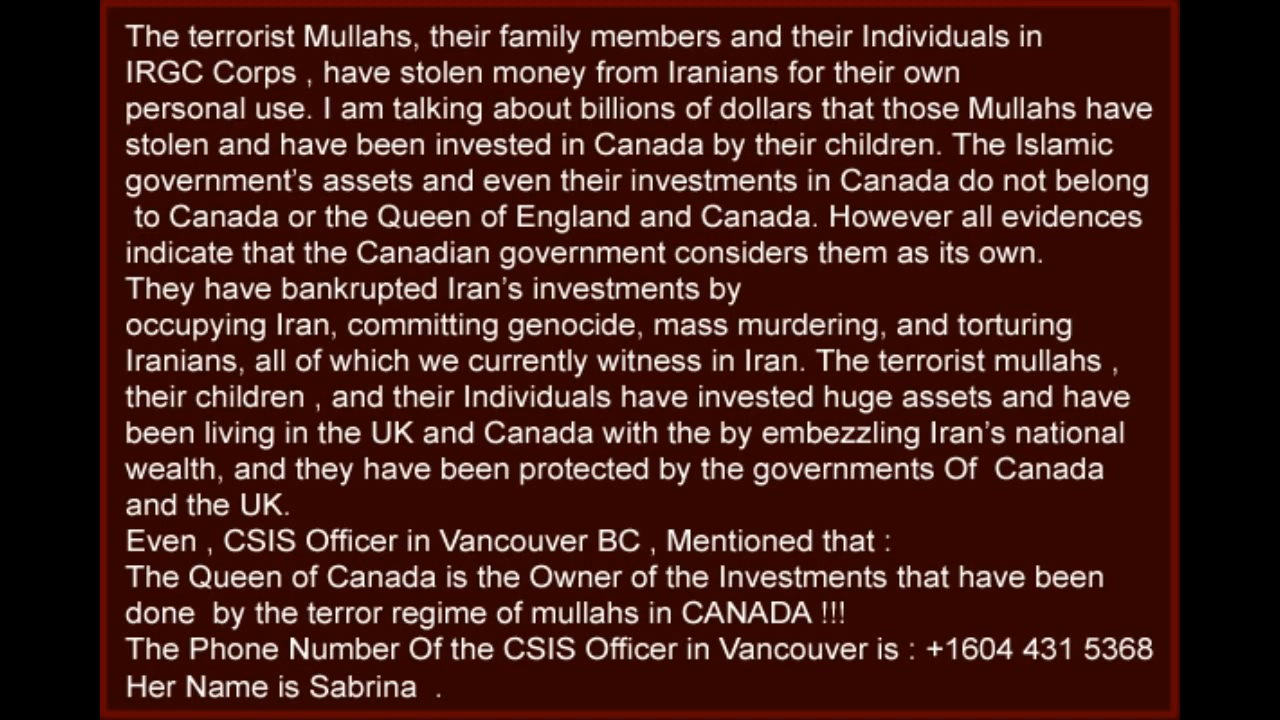 The terrorist Mullahs, their family members and their Individuals in
IRGC Corps , have stolen money from Iranians for their own
personal use. I am talking about billions of dollars that those Mullahs have
stolen and have been invested in Canada by their children. The Islamic
government’s assets and even their investments in Canada do not belong
to Canada or the Queen of England and Canada. However all evidences
indicate that the Canadian government considers them as its own.
They have bankrupted Iran’s investments by
occupying Iran, committing genocide, mass murdering, and torturing
Iranians, all of which we currently witness in Iran. The terrorist mullahs ,
their children , and their Individuals have invested huge assets and have
been living in the UK and Canada with the by embezzling Iran’s national
wealth, and they have been protected by the governments Of  Canada
and the UK.
Even , CSIS Officer in Vancouver BC , Mentioned that :
The Queen of Canada is the Owner of the Investments that have been
done  by the terror regime of mullahs in CANADA !!!
The Phone Number Of the CSIS Officer in Vancouver is : +1604 431 5368
Her Name is Sabrina  .